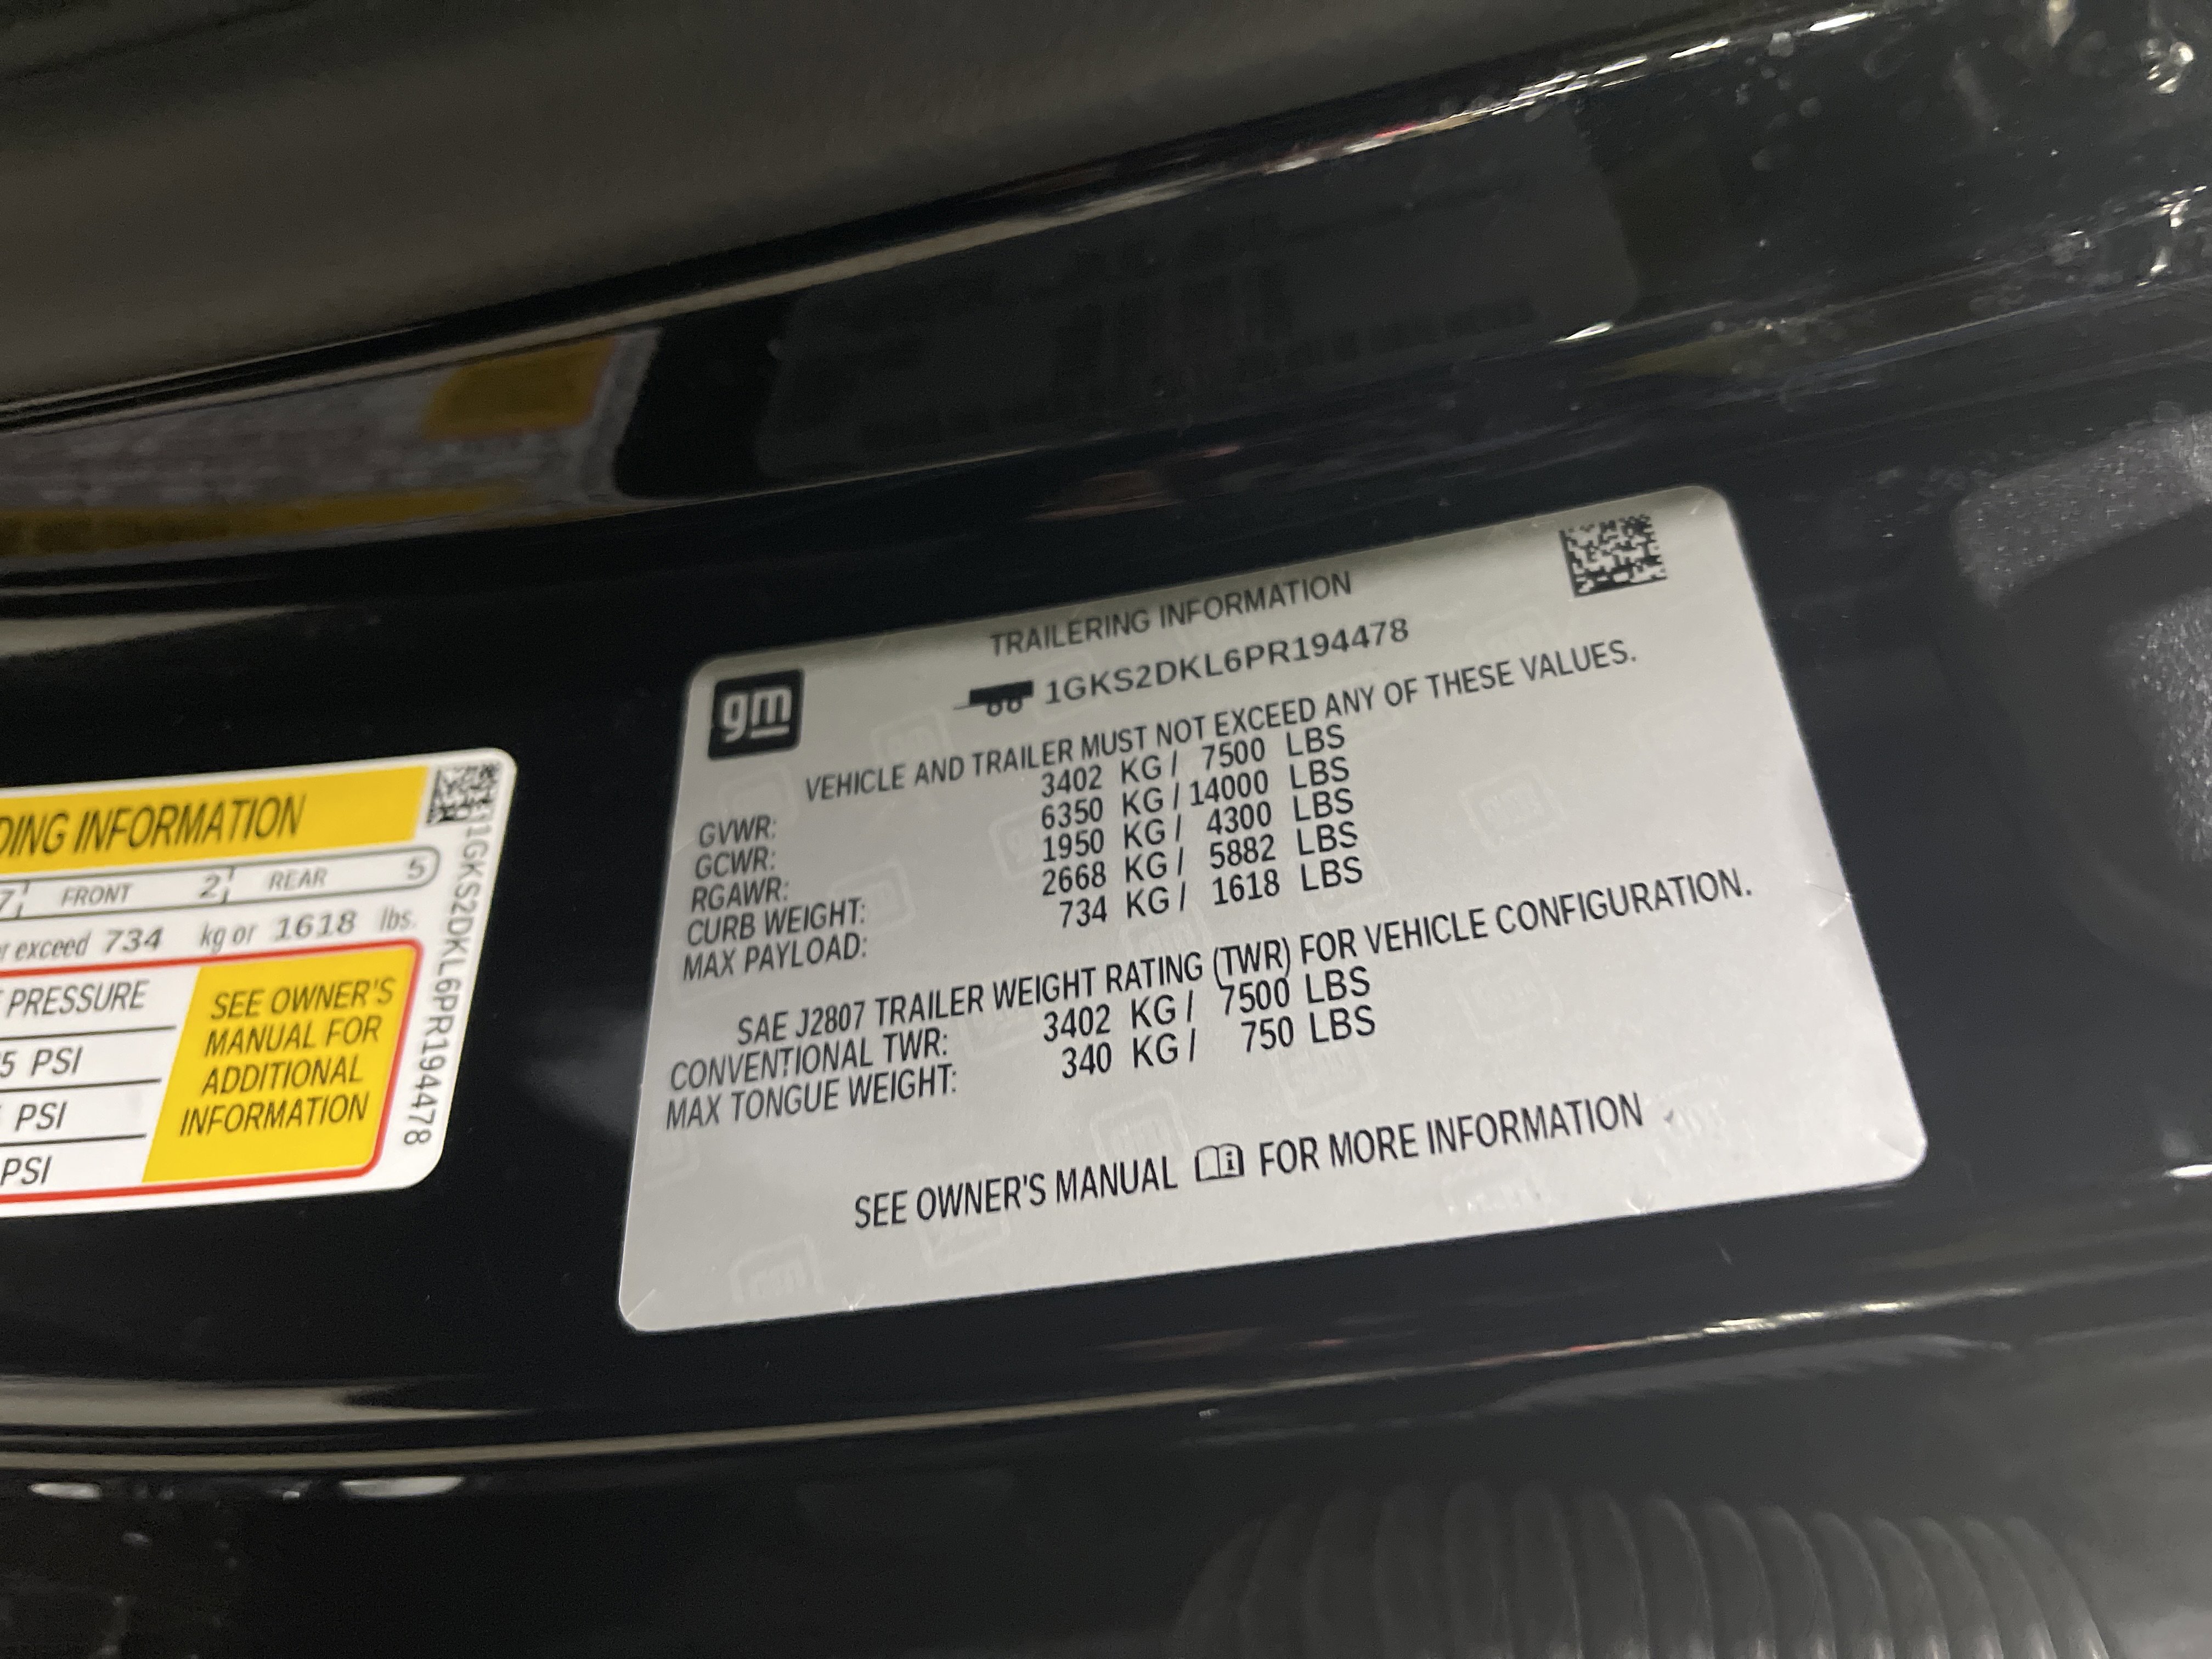 DING INFORMATION
7 FRONT 2 REAR 5
exceed 734 kg or 1618 lbs.
PRESSURE
5 PSI
PSI
PSI
SEE OWNER'S
MANUAL FOR
ADDITIONAL
INFORMATION
1GKS2DKL6PR194478
gm
TRAILERING INFORMATION
1GKS2DKL6PR194478
VEHICLE AND TRAILER MUST NOT EXCEED ANY OF THESE VALUES.
GVWR: 3402 KG / 7500 LBS
GCWR: 6350 KG / 14000 LBS
RGAWR: 1950 KG / 4300 LBS
CURB WEIGHT: 2668 KG / 5882 LBS
MAX PAYLOAD: 734 KG / 1618 LBS
SAE J2807 TRAILER WEIGHT RATING (TWR) FOR VEHICLE CONFIGURATION.
CONVENTIONAL TWR: 3402 KG / 7500 LBS
MAX TONGUE WEIGHT: 340 KG / 750 LBS
SEE OWNER'S MANUAL FOR MORE INFORMATION